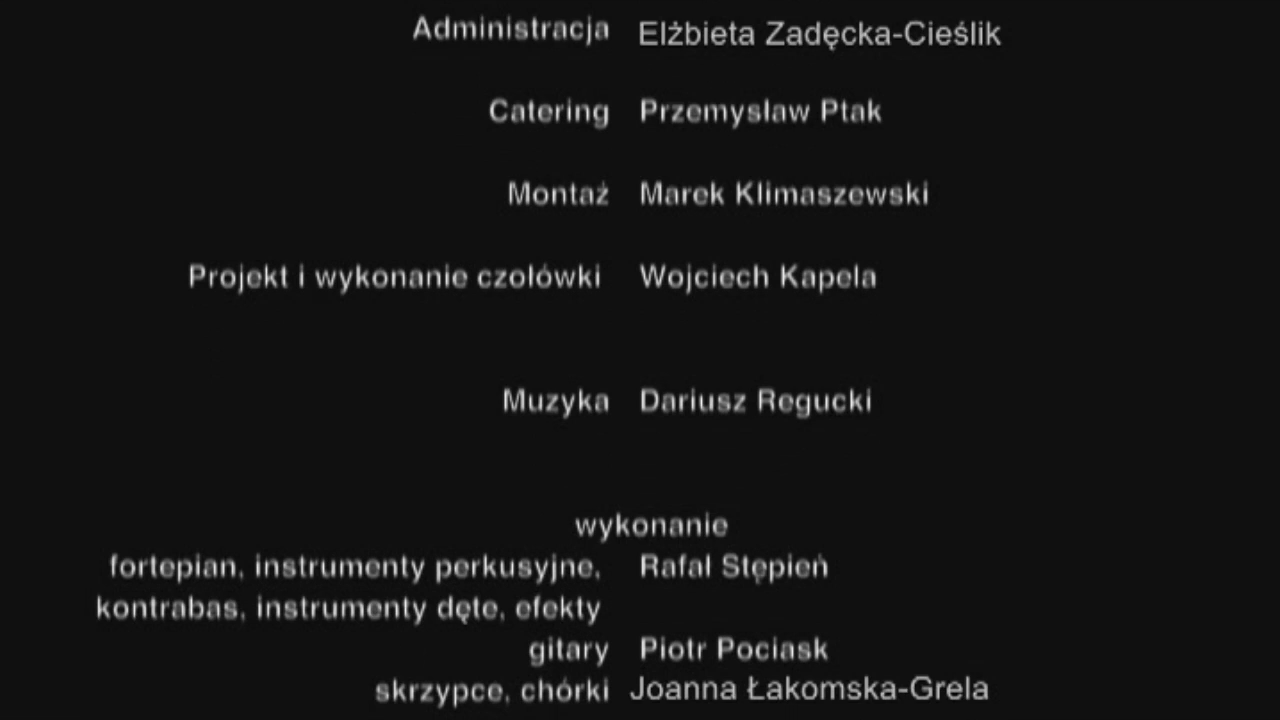 Administracja Elżbieta Zadęcka-Cieślik
Catering Przemysław Ptak
Montaż Marek Klimaszewski
Projekt i wykonanie czołówki Wojciech Kapela
Muzyka Dariusz Regucki
wykonanie
fortepian, instrumenty perkusyjne, Rafał Stępień
kontrabas, instrumenty dęte, efekty
gitary Piotr Pociask
skrzypce, chórki Joanna Łakomska-Grela